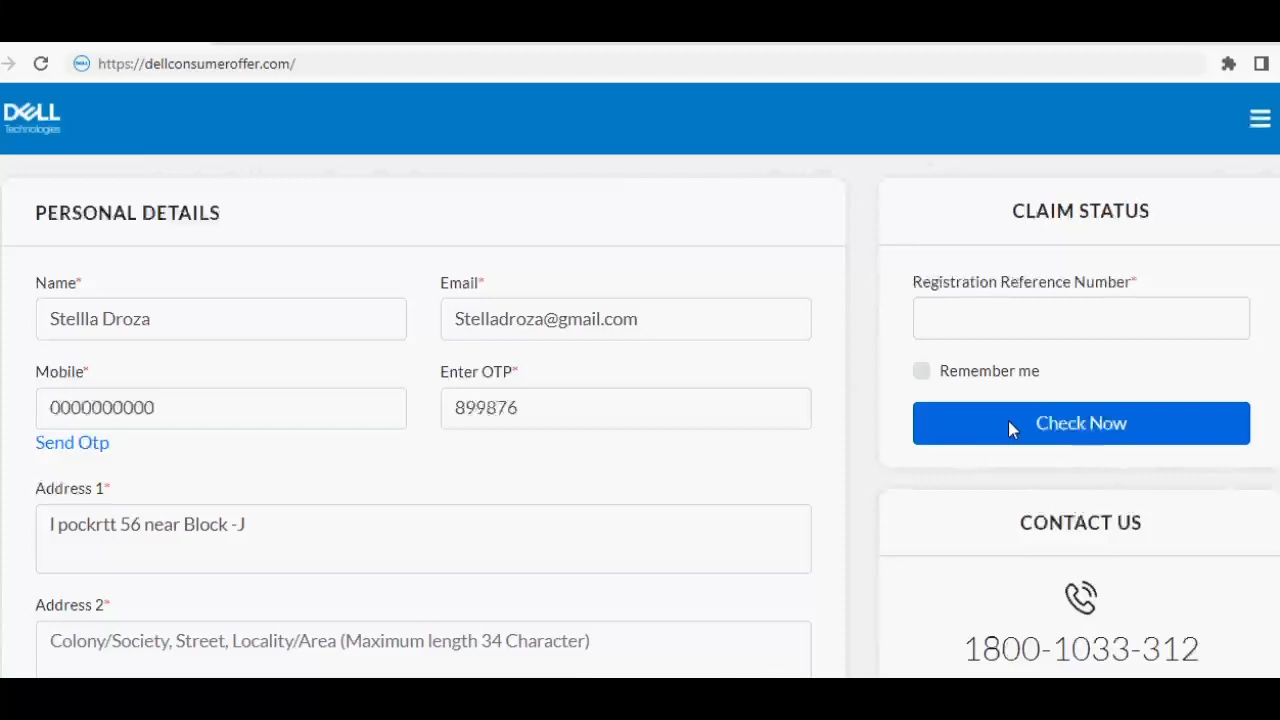 https://dellconsumeroffer.com/
DELL
Technologies
PERSONAL DETAILS
Name*
Stellla Droza
Email*
Stelladroza@gmail.com
Mobile*
0000000000
Enter OTP*
899876
Send Otp
Address 1*
I pockrtt 56 near Block -J
Address 2*
Colony/Society, Street, Locality/Area (Maximum length 34 Character)
CLAIM STATUS
Registration Reference Number*
Remember me
Check Now
CONTACT US
1800-1033-312